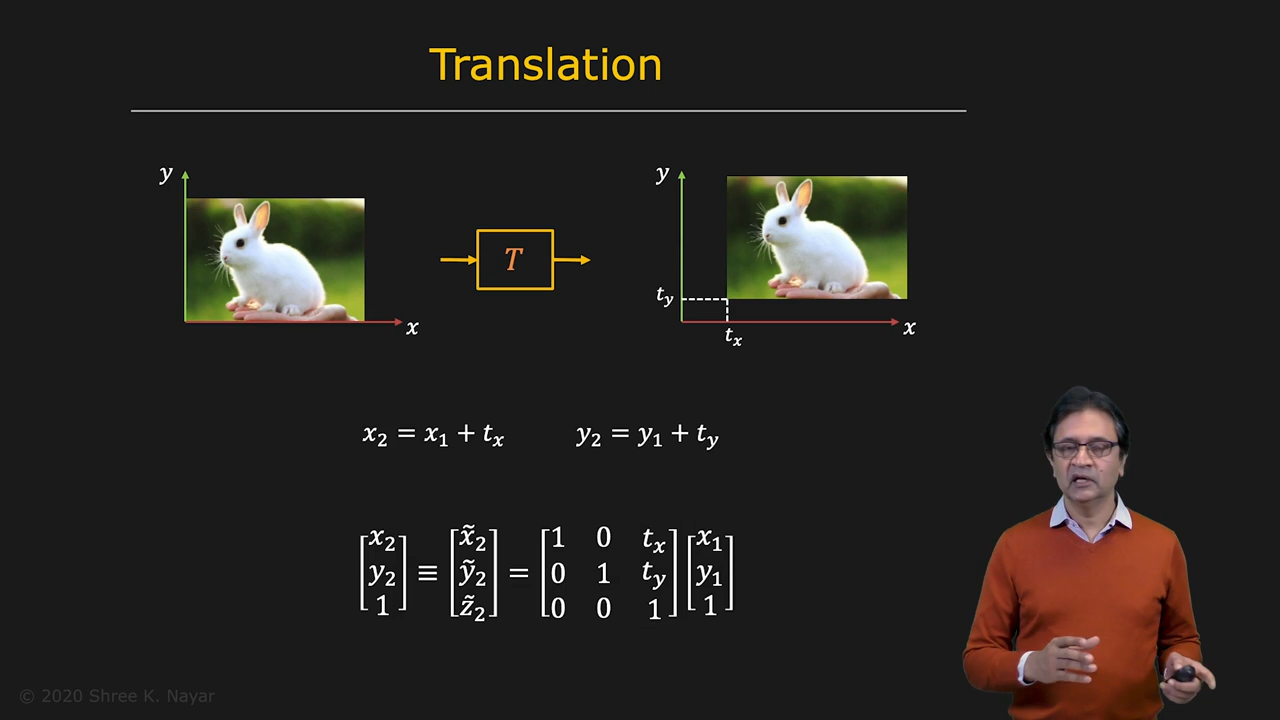 Translation
y
x
T
y
t_y
t_x
x
x₂ = x₁ + t_x
y₂ = y₁ + t_y
[x₂ y₂ 1] ≡ [x̃₂ ỹ₂ z̃₂] = [1 0 t_x
0 1 t_y
0 0 1] [x₁ y₁ 1]
© 2020 Shree K. Nayar